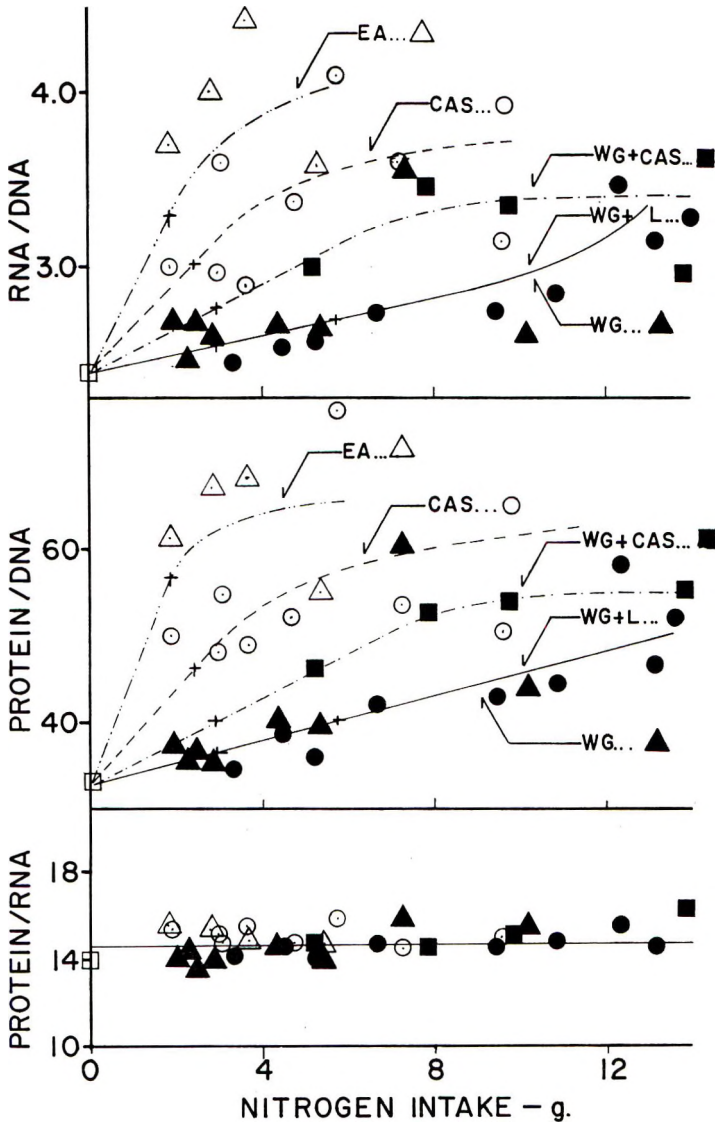 EA...
4.0
CAS...
WG+CAS...
RNA/DNA
WG+ L...
3.0
WG...
EA...
CAS...
60
WG+CAS...
PROTEIN/DNA
WG+L...
40
WG...
18
PROTEIN/RNA
14
10
0 4 8 12
NITROGEN INTAKE – g.